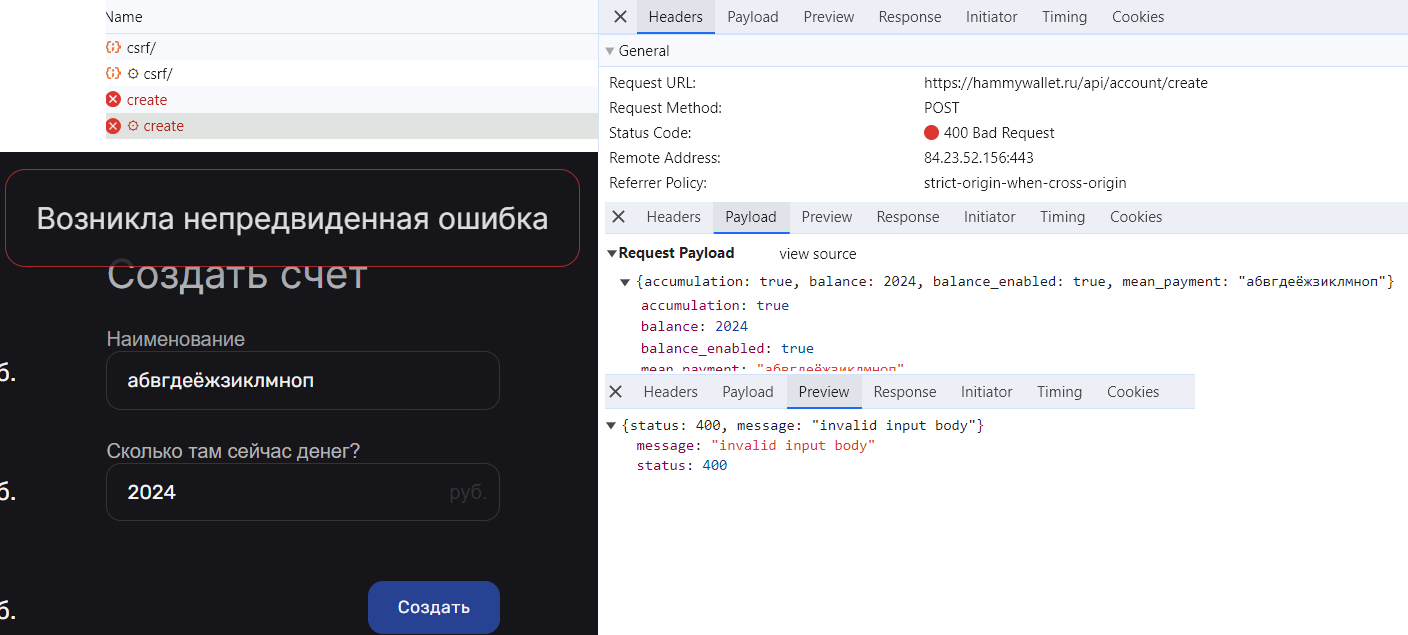 Name
csrf/
csrf/
create
create
Возникла непредвиденная ошибка
Создать счет
Наименование
абвгдеёжзиклмноп
Сколько там сейчас денег?
2024 руб.
Создать
б.
б.
б.
Headers Payload Preview Response Initiator Timing Cookies
General
Request URL: https://hammywallet.ru/api/account/create
Request Method: POST
Status Code: 400 Bad Request
Remote Address: 84.23.52.156:443
Referrer Policy: strict-origin-when-cross-origin
Headers Payload Preview Response Initiator Timing Cookies
Request Payload view source
{accumulation: true, balance: 2024, balance_enabled: true, mean_payment: "абвгдеёжзиклмноп"}
accumulation: true
balance: 2024
balance_enabled: true
mean_payment: "абвгдеёжзиклмноп"
Headers Payload Preview Response Initiator Timing Cookies
{status: 400, message: "invalid input body"}
message: "invalid input body"
status: 400